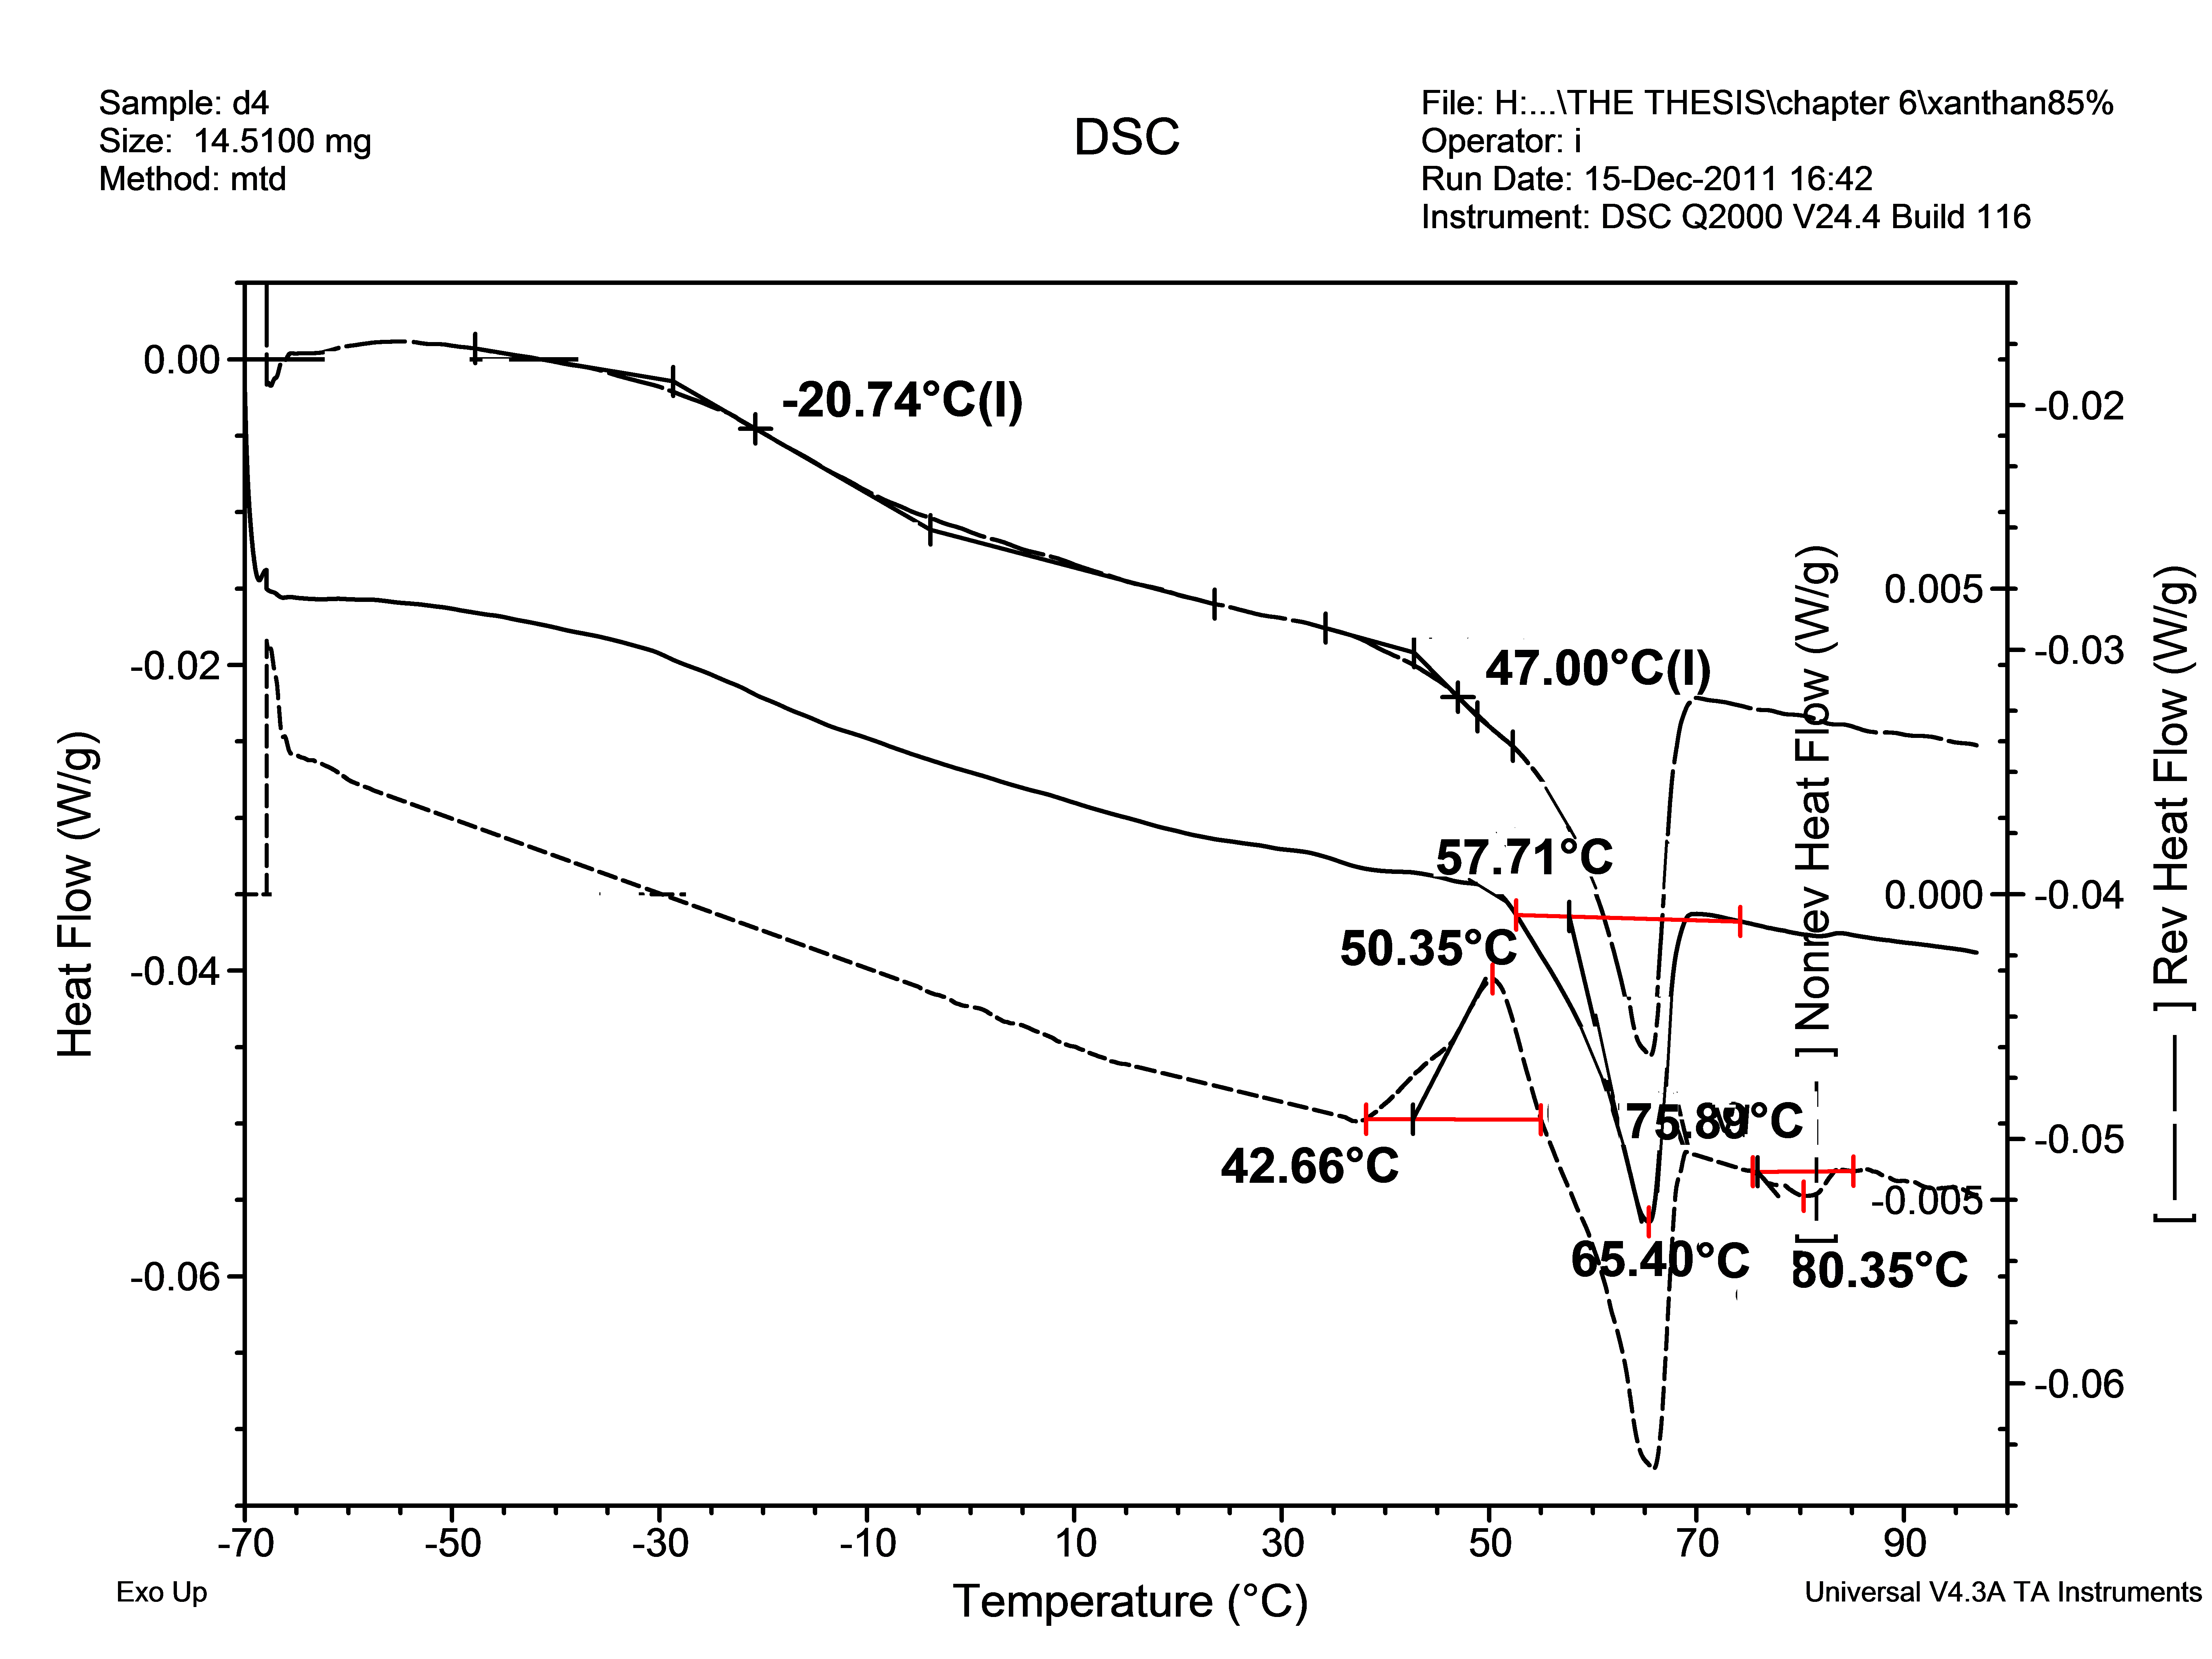 Sample: d4
Size:  14.5100 mg
Method: mtd
DSC
File: H:...\THE THESIS\chapter 6\xanthan85%
Operator: i
Run Date: 15-Dec-2011 16:42
Instrument: DSC Q2000 V24.4 Build 116
-20.74°C(I)
47.00°C(I)
57.71°C
50.35°C
42.66°C
75.89°C
65.40°C
80.35°C
0.00
-0.02
-0.04
-0.06
Heat Flow (W/g)
0.005
0.000
-0.005
[ – – – – ] Nonrev Heat Flow (W/g)
-0.02
-0.03
-0.04
-0.05
-0.06
[ –– – –– ] Rev Heat Flow (W/g)
-70
-50
-30
-10
10
30
50
70
90
Temperature (°C)
Exo Up
Universal V4.3A TA Instruments